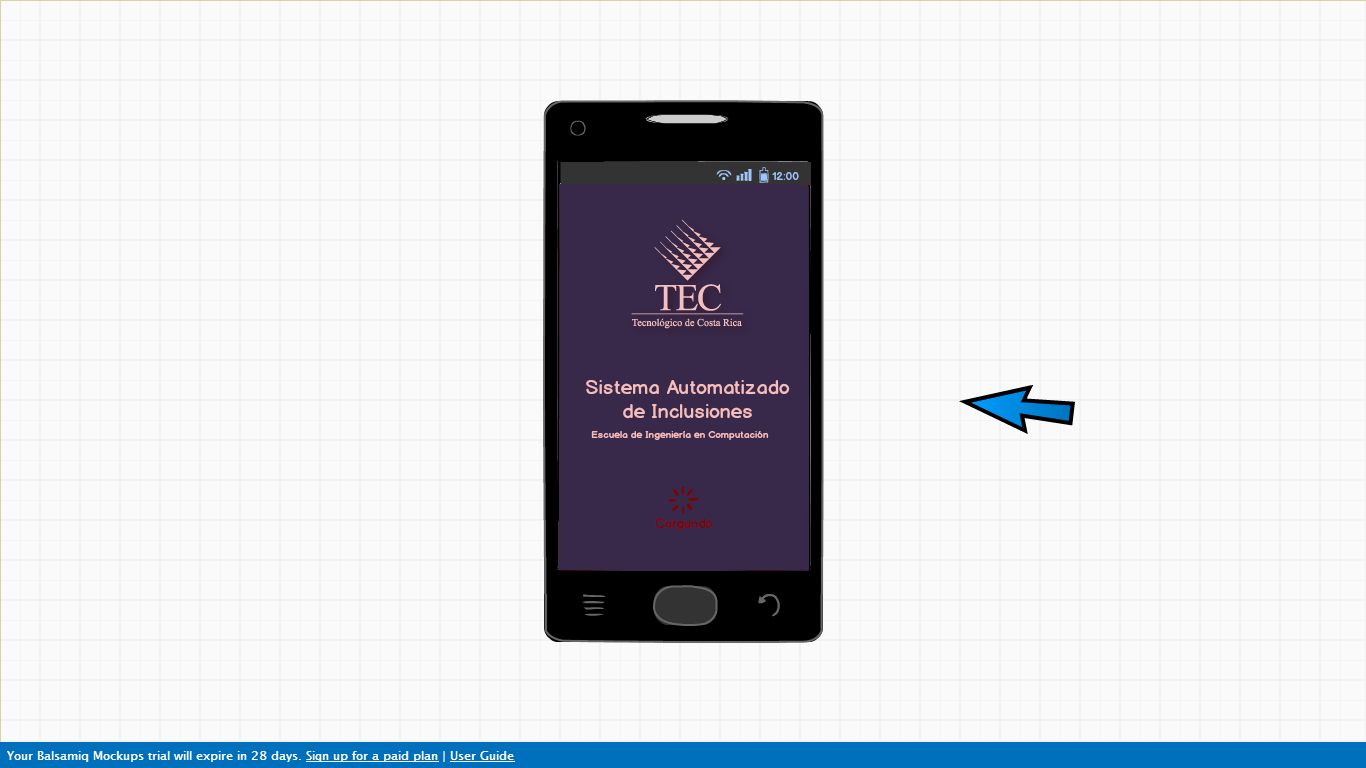 12:00
TEC
Tecnológico de Costa Rica
Sistema Automatizado
de Inclusiones
Escuela de Ingeniería en Computación
Cargando
Your Balsamiq Mockups trial will expire in 28 days. Sign up for a paid plan | User Guide